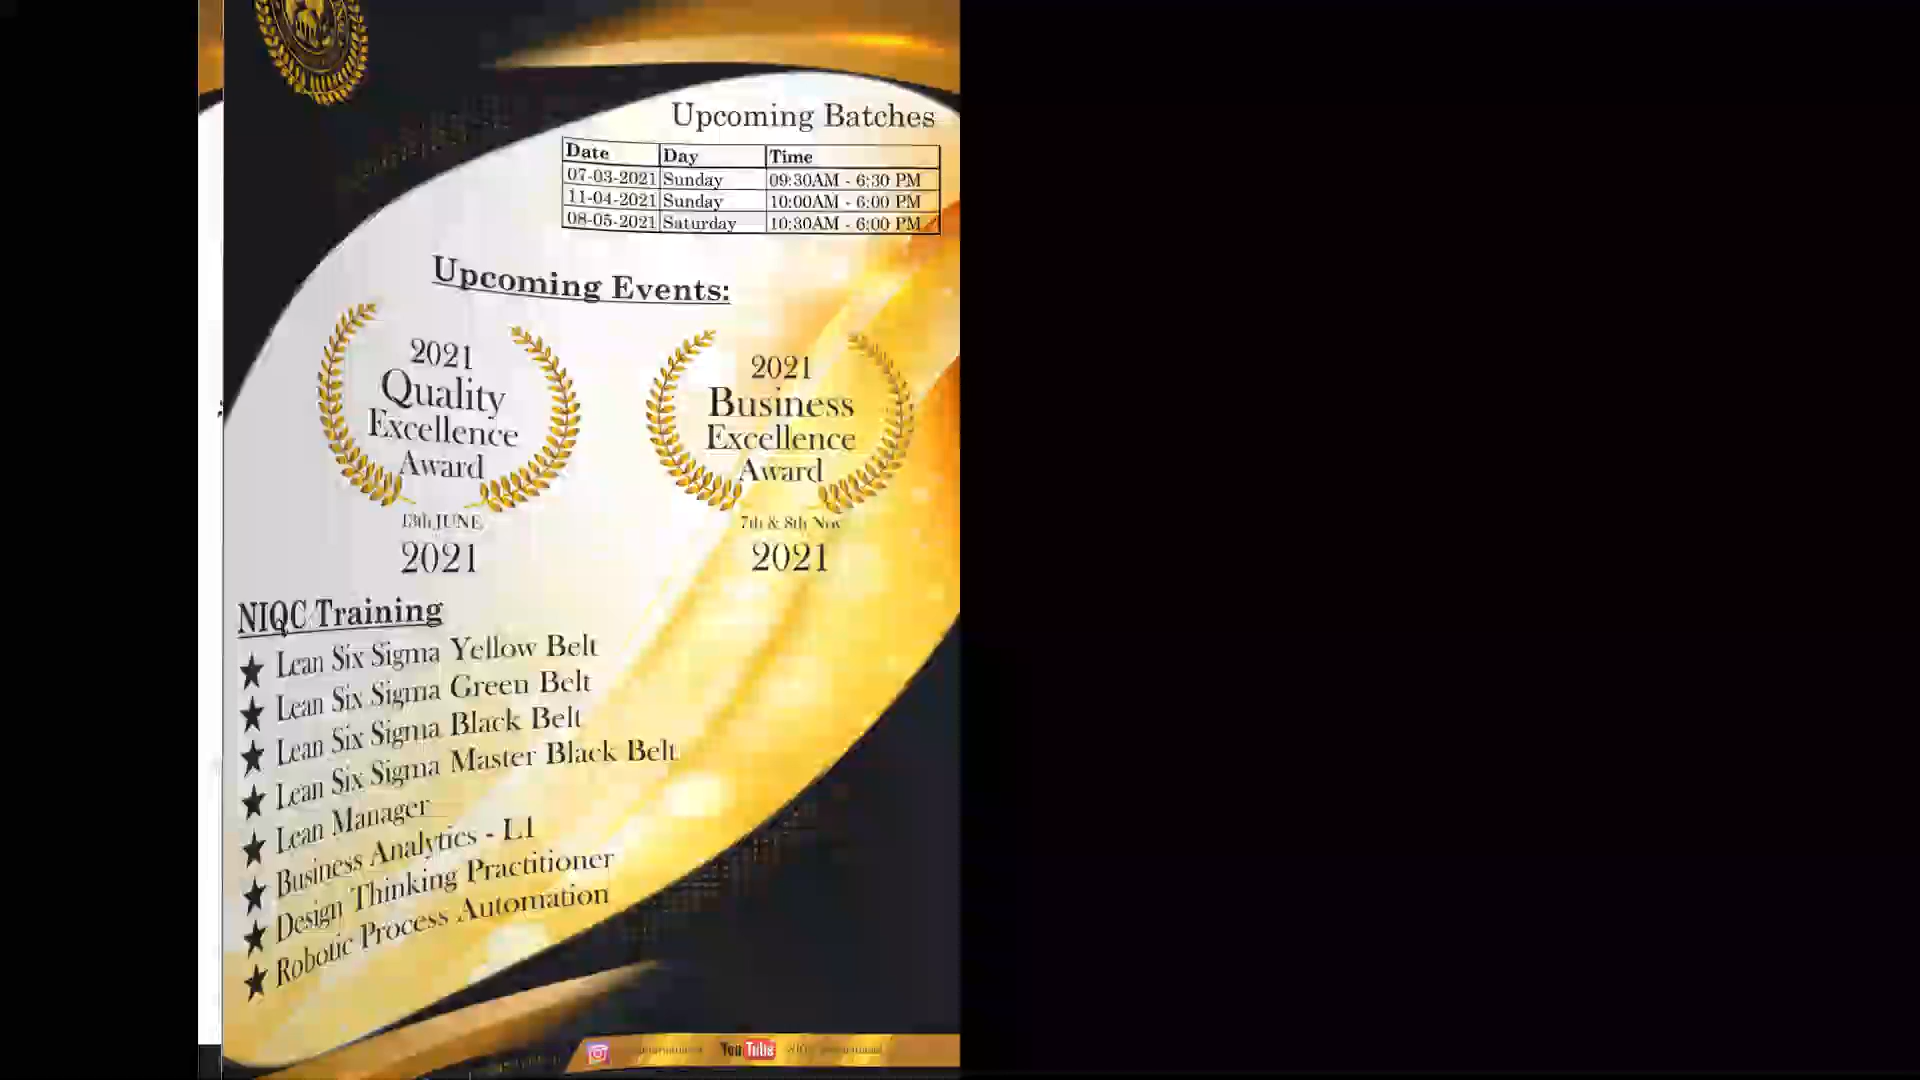 Upcoming Batches
Date Day Time
07-03-2021 Sunday 09:30AM - 6:30 PM
11-04-2021 Sunday 10:00AM - 6:00 PM
08-05-2021 Saturday 10:30AM - 6:00 PM
Upcoming Events:
2021
Quality
Excellence
Award
13th JUNE
2021
2021
Business
Excellence
Award
7th & 8th Nov
2021
NIQC Training
★ Lean Six Sigma Yellow Belt
★ Lean Six Sigma Green Belt
★ Lean Six Sigma Black Belt
★ Lean Six Sigma Master Black Belt
★ Lean Manager
★ Business Analytics - L1
★ Design Thinking Practitioner
★ Robotic Process Automation
YouTube